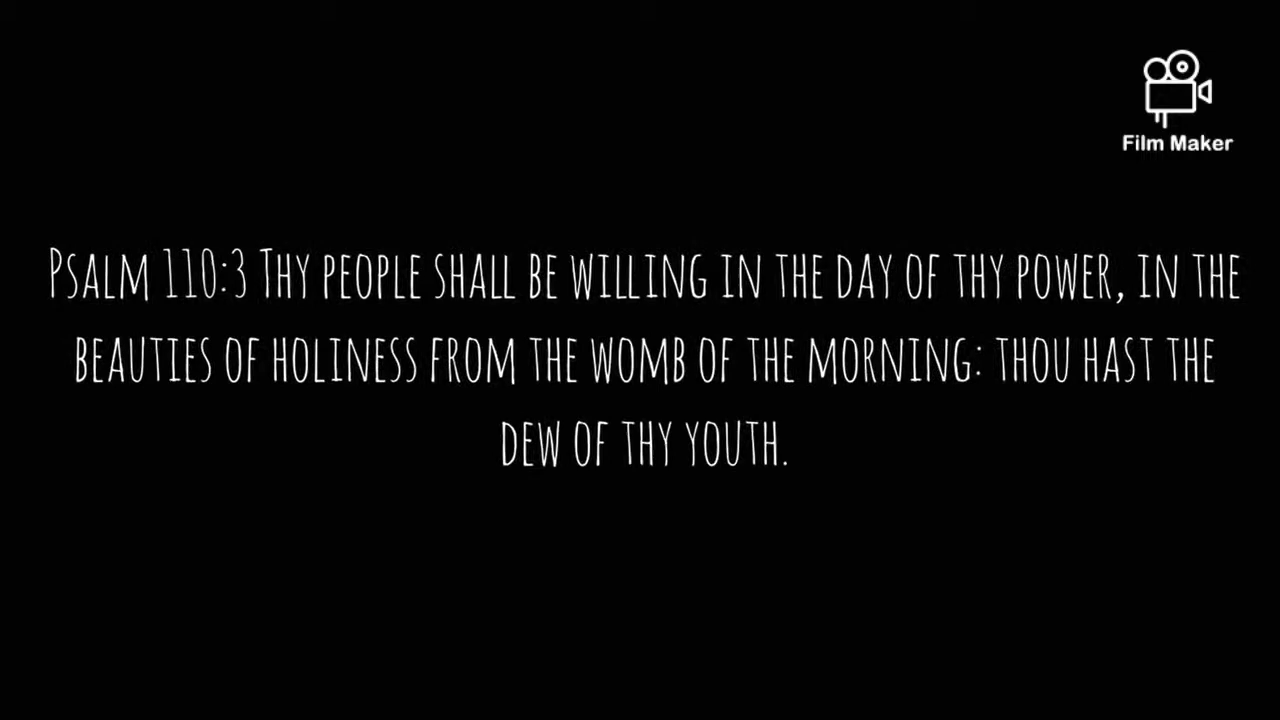 Film Maker
Psalm 110:3 Thy people shall be willing in the day of thy power, in the
beauties of holiness from the womb of the morning: thou hast the
dew of thy youth.